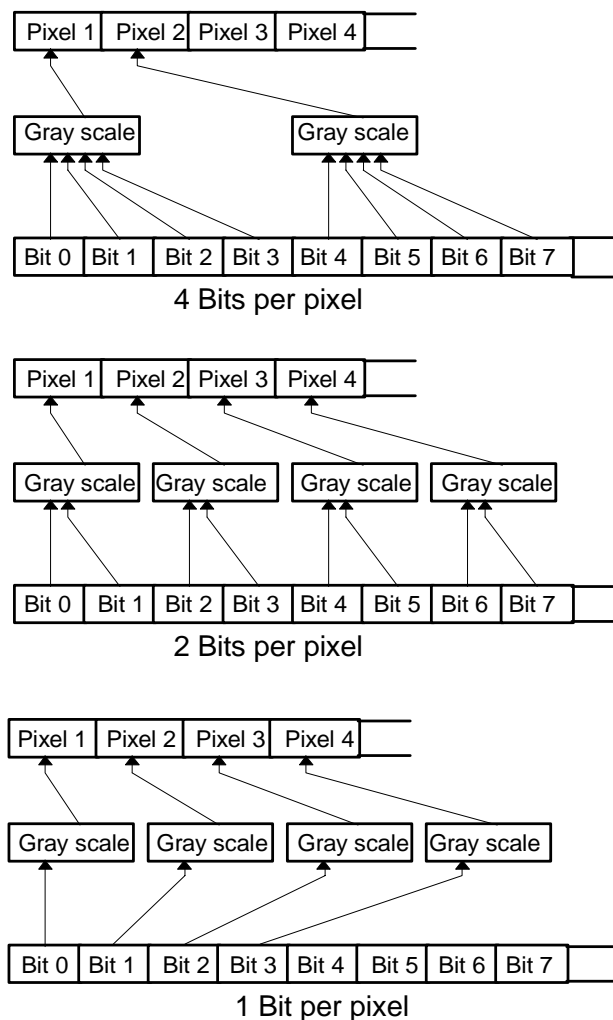 Pixel 1 Pixel 2 Pixel 3 Pixel 4
Gray scale Gray scale
Bit 0 Bit 1 Bit 2 Bit 3 Bit 4 Bit 5 Bit 6 Bit 7
4 Bits per pixel
Pixel 1 Pixel 2 Pixel 3 Pixel 4
Gray scale Gray scale Gray scale Gray scale
Bit 0 Bit 1 Bit 2 Bit 3 Bit 4 Bit 5 Bit 6 Bit 7
2 Bits per pixel
Pixel 1 Pixel 2 Pixel 3 Pixel 4
Gray scale Gray scale Gray scale Gray scale
Bit 0 Bit 1 Bit 2 Bit 3 Bit 4 Bit 5 Bit 6 Bit 7
1 Bit per pixel